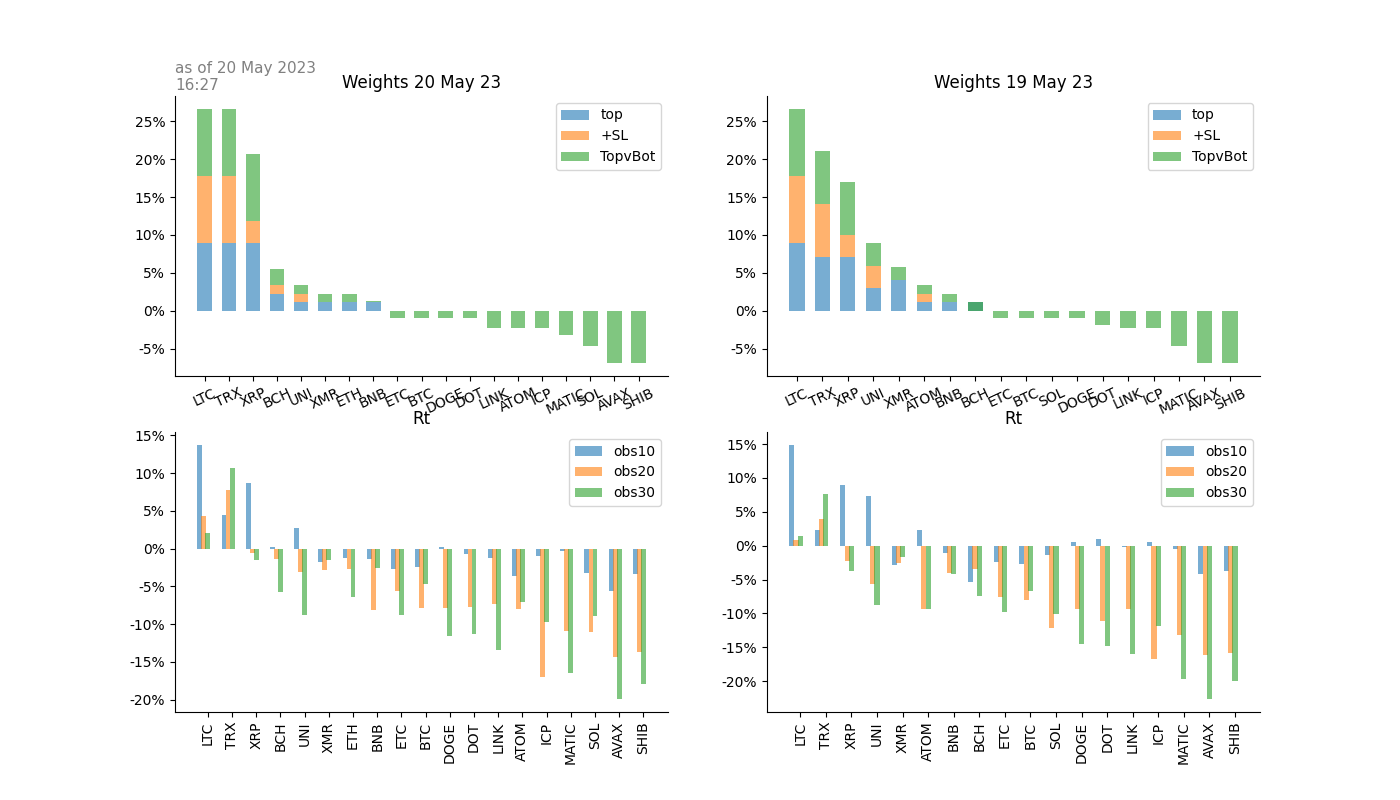 as of 20 May 2023
16:27
Weights 20 May 23
25%
20%
15%
10%
5%
0%
-5%
top
+SL
TopvBot
LTC TRX XRP BCH UNI XMR ETH BNB ETC BTC DOGE DOT LINK ATOM ICP MATIC SOL AVAX SHIB
Weights 19 May 23
25%
20%
15%
10%
5%
0%
-5%
top
+SL
TopvBot
LTC TRX XRP UNI XMR ATOM BNB BCH ETC BTC SOL DOGE DOT LINK ICP MATIC AVAX SHIB
Rt
15%
10%
5%
0%
-5%
-10%
-15%
-20%
obs10
obs20
obs30
LTC TRX XRP BCH UNI XMR ETH BNB ETC BTC DOGE DOT LINK ATOM ICP MATIC SOL AVAX SHIB
Rt
15%
10%
5%
0%
-5%
-10%
-15%
-20%
obs10
obs20
obs30
LTC TRX XRP UNI XMR ATOM BNB BCH ETC BTC SOL DOGE DOT LINK ICP MATIC AVAX SHIB